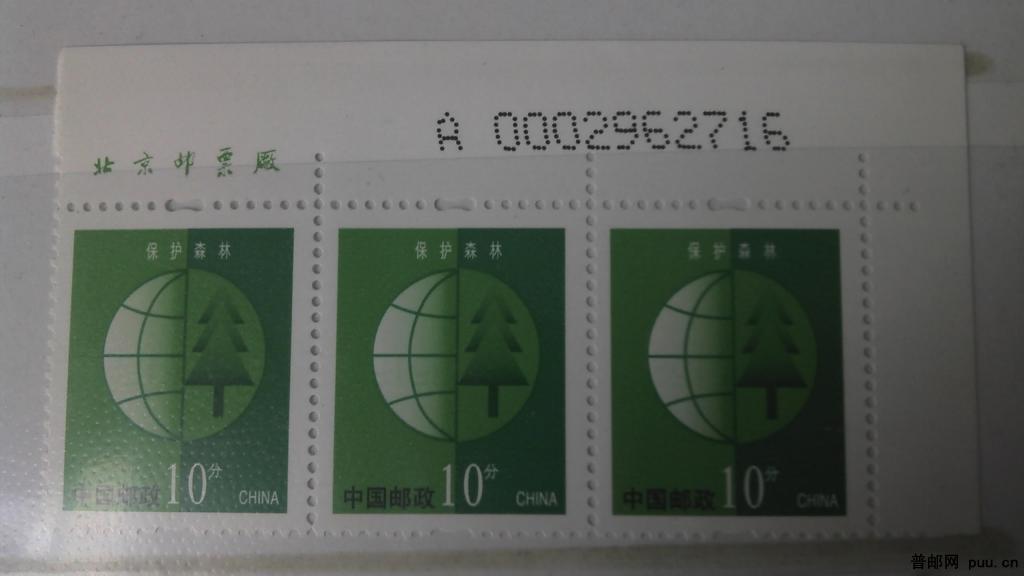 A 0002962716
北京邮票厂
保护森林
中国邮政 10分 CHINA
保护森林
中国邮政 10分 CHINA
保护森林
中国邮政 10分 CHINA
普邮网 puu.cn